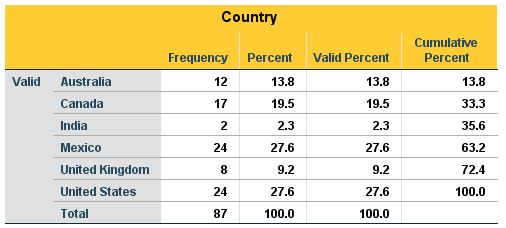 Country
Frequency Percent Valid Percent Cumulative Percent
Valid Australia 12 13.8 13.8 13.8
Canada 17 19.5 19.5 33.3
India 2 2.3 2.3 35.6
Mexico 24 27.6 27.6 63.2
United Kingdom 8 9.2 9.2 72.4
United States 24 27.6 27.6 100.0
Total 87 100.0 100.0